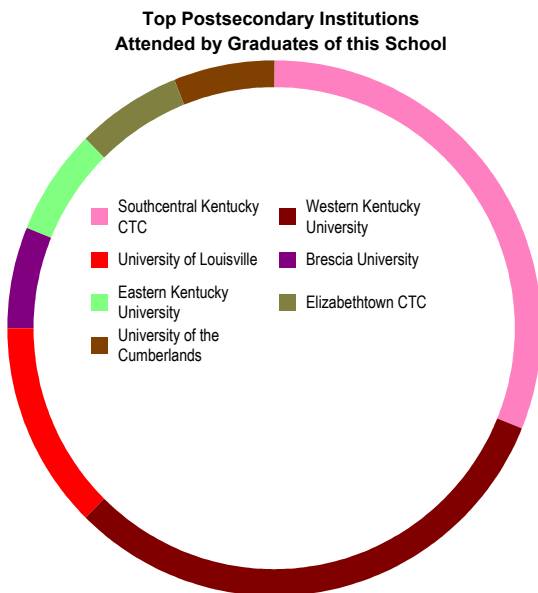 Top Postsecondary Institutions
Attended by Graduates of this School
Southcentral Kentucky
CTC
Western Kentucky
University
University of Louisville
Brescia University
Eastern Kentucky
University
Elizabethtown CTC
University of the
Cumberlands